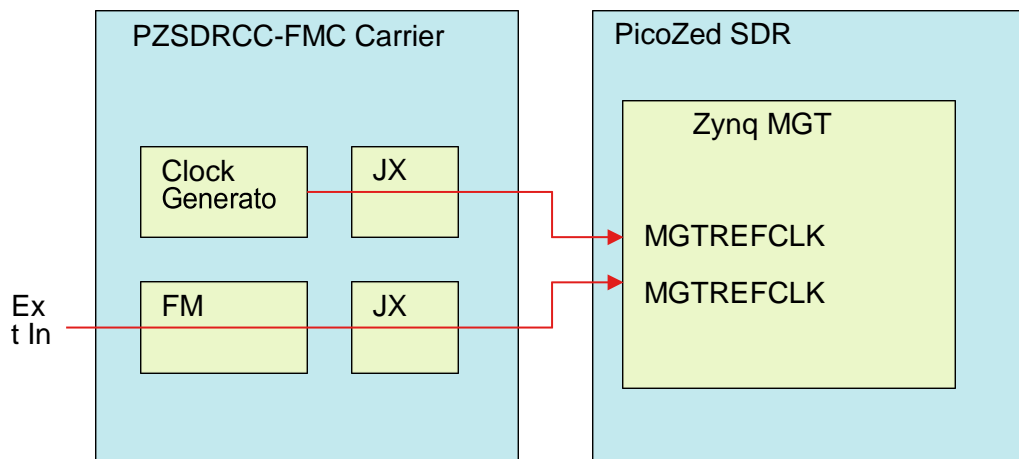 PZSDRCC-FMC Carrier
PicoZed SDR
Zynq MGT
Clock
Generato
JX
MGTREFCLK
MGTREFCLK
FM
JX
Ex
t In